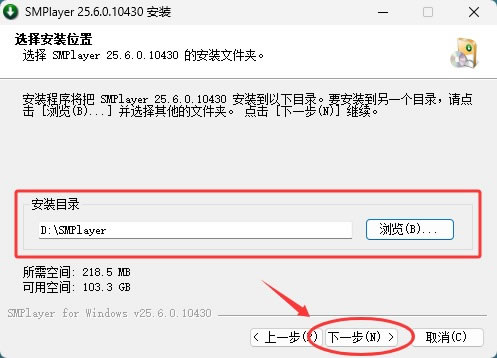 SMPlayer 25.6.0.10430 安装
选择安装位置
选择 SMPlayer 25.6.0.10430 的安装文件夹。
安装程序将把 SMPlayer 25.6.0.10430 安装到以下目录。要安装到另一个目录，请点
击 [浏览(B)...] 并选择其他的文件夹。 点击 [下一步(N)] 继续。
安装目录
D:\SMPlayer
浏览(B)...
所需空间: 218.5 MB
可用空间: 103.3 GB
SMPlayer for Windows v25.6.0.10430
< 上一步(P) 下一步(N) > 取消(C)